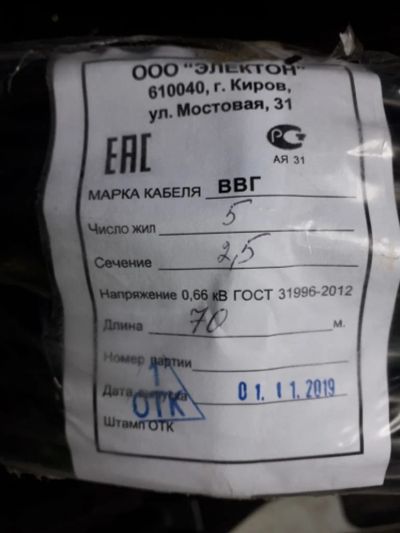 ООО "ЭЛЕКТОН"
610040, г. Киров,
ул. Мостовая, 31
ЕАС РС
АЯ 31
МАРКА КАБЕЛЯ ВВГ
Число жил 5
Сечение 2,5
Напряжение 0,66 кВ ГОСТ 31996-2012
Длина 70 м.
Номер партии
Дата выпуска 01. 11. 2019
1
ОТК
Штамп ОТК